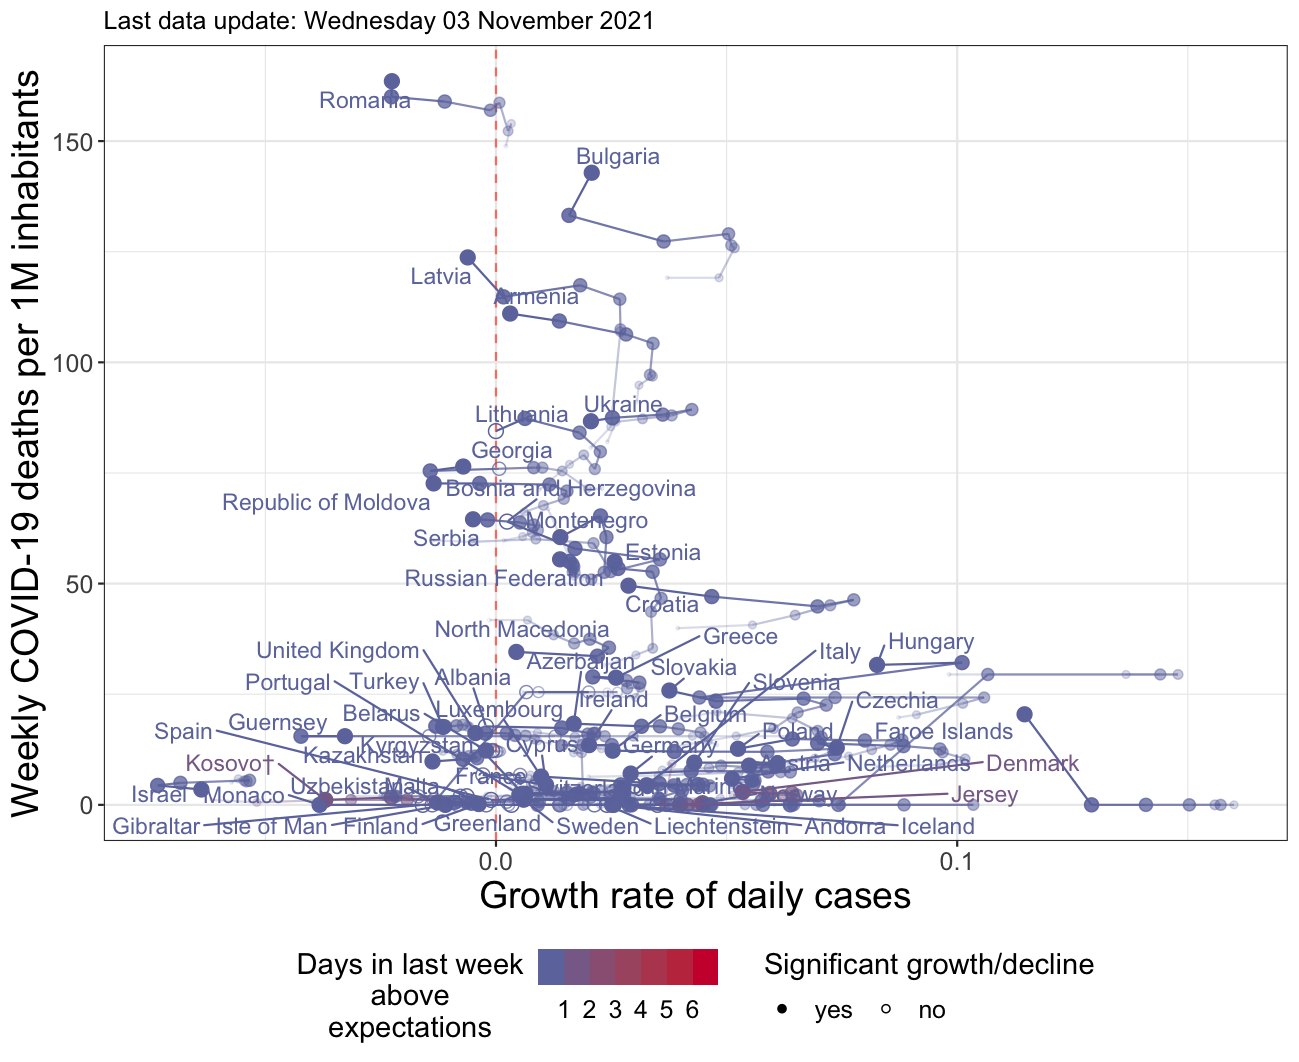 Last data update: Wednesday 03 November 2021
Weekly COVID-19 deaths per 1M inhabitants
150
100
50
0
Romania
Bulgaria
Latvia
Armenia
Ukraine
Lithuania
Georgia
Bosnia and Herzegovina
Republic of Moldova
Montenegro
Serbia
Estonia
Russian Federation
Croatia
North Macedonia
Greece
Hungary
United Kingdom
Italy
Azerbaijan
Slovakia
Albania
Portugal
Turkey
Slovenia
Ireland
Czechia
Luxembourg
Belarus
Belgium
Guernsey
Spain
Poland
Faroe Islands
Kyrgyzstan
Cyprus
Germany
Kazakhstan
Kosovo†
Austria
Netherlands
Denmark
France
Uzbekistan
Malta
Israel
Monaco
Norway
Jersey
Gibraltar
Isle of Man
Finland
Greenland
Sweden
Liechtenstein
Andorra
Iceland
0.0
0.1
Growth rate of daily cases
Days in last week
above
expectations
1 2 3 4 5 6
Significant growth/decline
yes
no